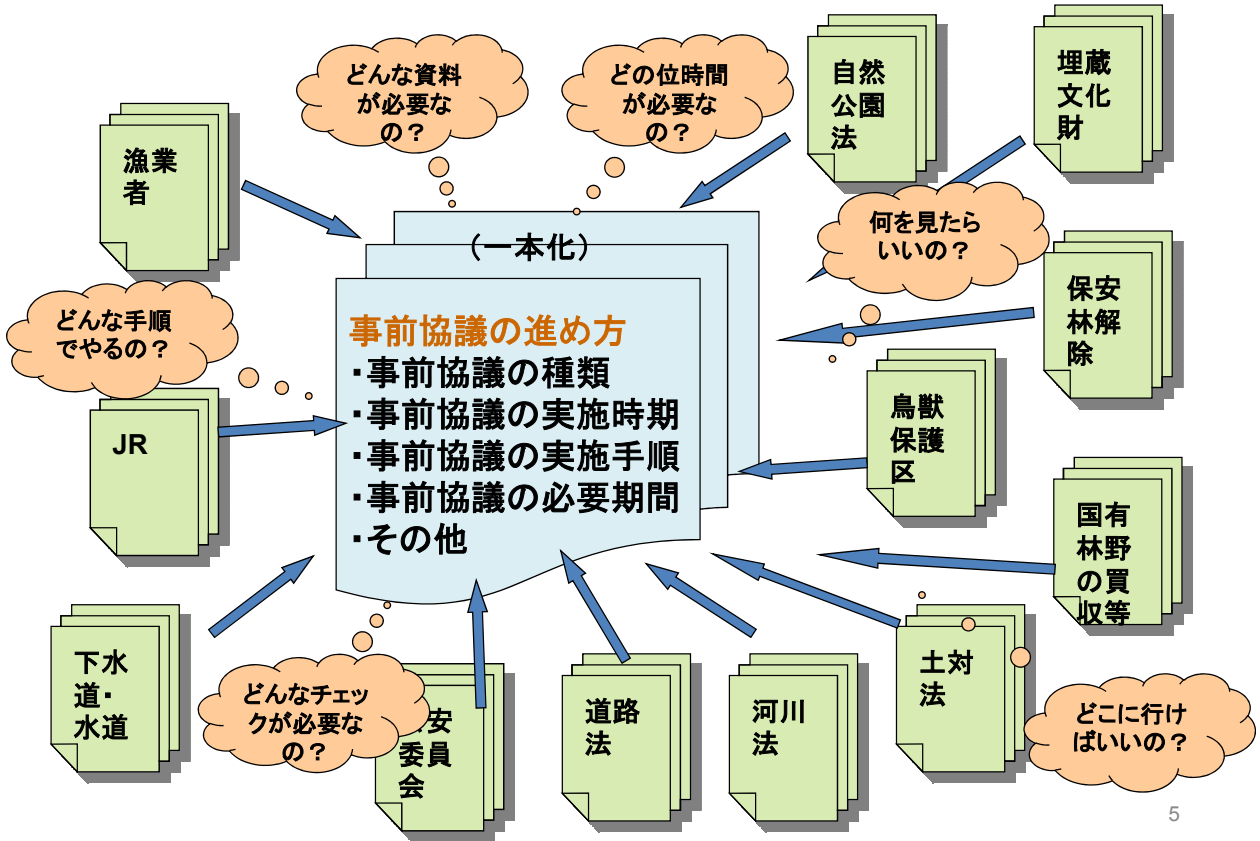 どんな資料
が必要な
の？
どの位時間
が必要な
の？
自然
公園
法
埋蔵
文化
財
漁業
者
何を見たら
いいの？
（一本化）
保安
林解
除
どんな手順
でやるの？
事前協議の進め方
・事前協議の種類
・事前協議の実施時期
・事前協議の実施手順
・事前協議の必要期間
・その他
鳥獣
保護
区
JR
国有
林野
の買
収等
下水
道・
水道
どんなチェッ
クが必要な
の？
安
委員
会
道路
法
河川
法
土対
法
どこに行け
ばいいの？
5